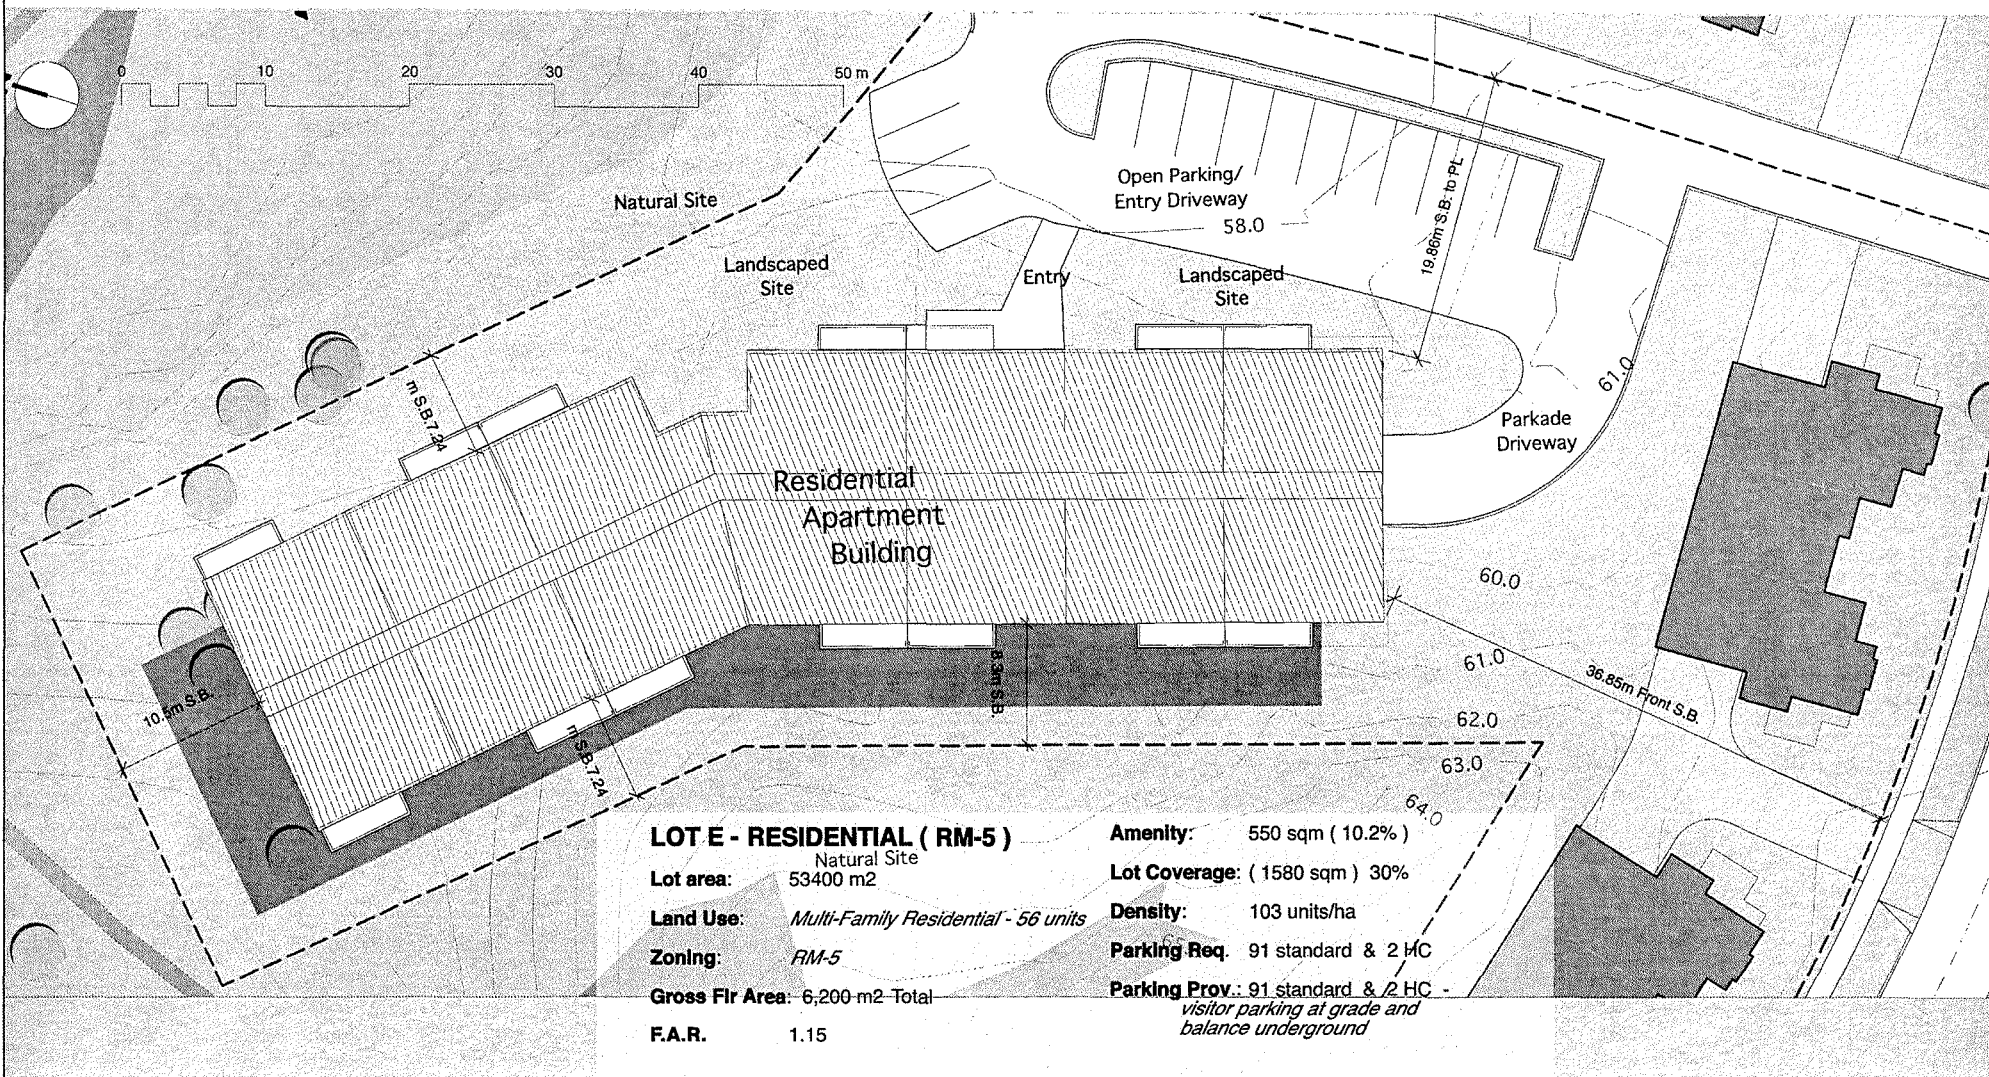 0 10 20 30 40 50 m
Natural Site
Open Parking/
Entry Driveway
58.0
19.86m S.B. to PL
Landscaped
Site
Entry
Landscaped
Site
61.0
m S.B.7.24
Parkade
Driveway
Residential
Apartment
Building
60.0
61.0
8.3m S.B.
36.85m Front S.B.
10.5m S.B.
62.0
m S.B.7.24
63.0
64.0
LOT E - RESIDENTIAL ( RM-5 )
Natural Site
Lot area: 53400 m2
Land Use: Multi-Family Residential - 56 units
Zoning: RM-5
Gross Flr Area: 6,200 m2 Total
F.A.R. 1.15
Amenity: 550 sqm ( 10.2% )
Lot Coverage: ( 1580 sqm ) 30%
Density: 103 units/ha
Parking Req. 91 standard & 2 HC
Parking Prov.: 91 standard & 2 HC -
visitor parking at grade and
balance underground